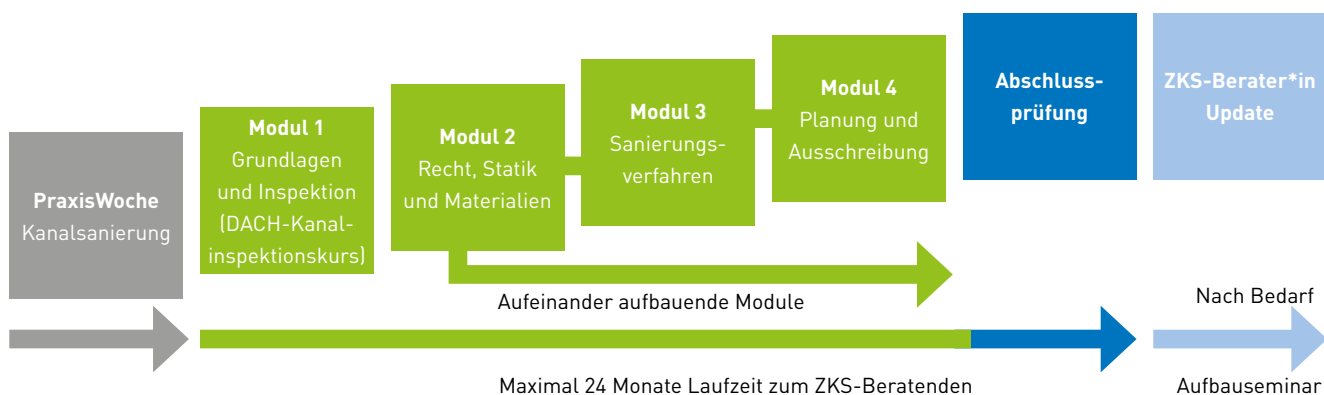 PraxisWoche
Kanalsanierung
Modul 1
Grundlagen
und Inspektion
(DACH-Kanal-
inspektionskurs)
Modul 2
Recht, Statik
und Materialien
Modul 3
Sanierungs-
verfahren
Modul 4
Planung und
Ausschreibung
Abschluss-
prüfung
ZKS-Berater*in
Update
Aufeinander aufbauende Module
Nach Bedarf
Maximal 24 Monate Laufzeit zum ZKS-Beratenden
Aufbauseminar